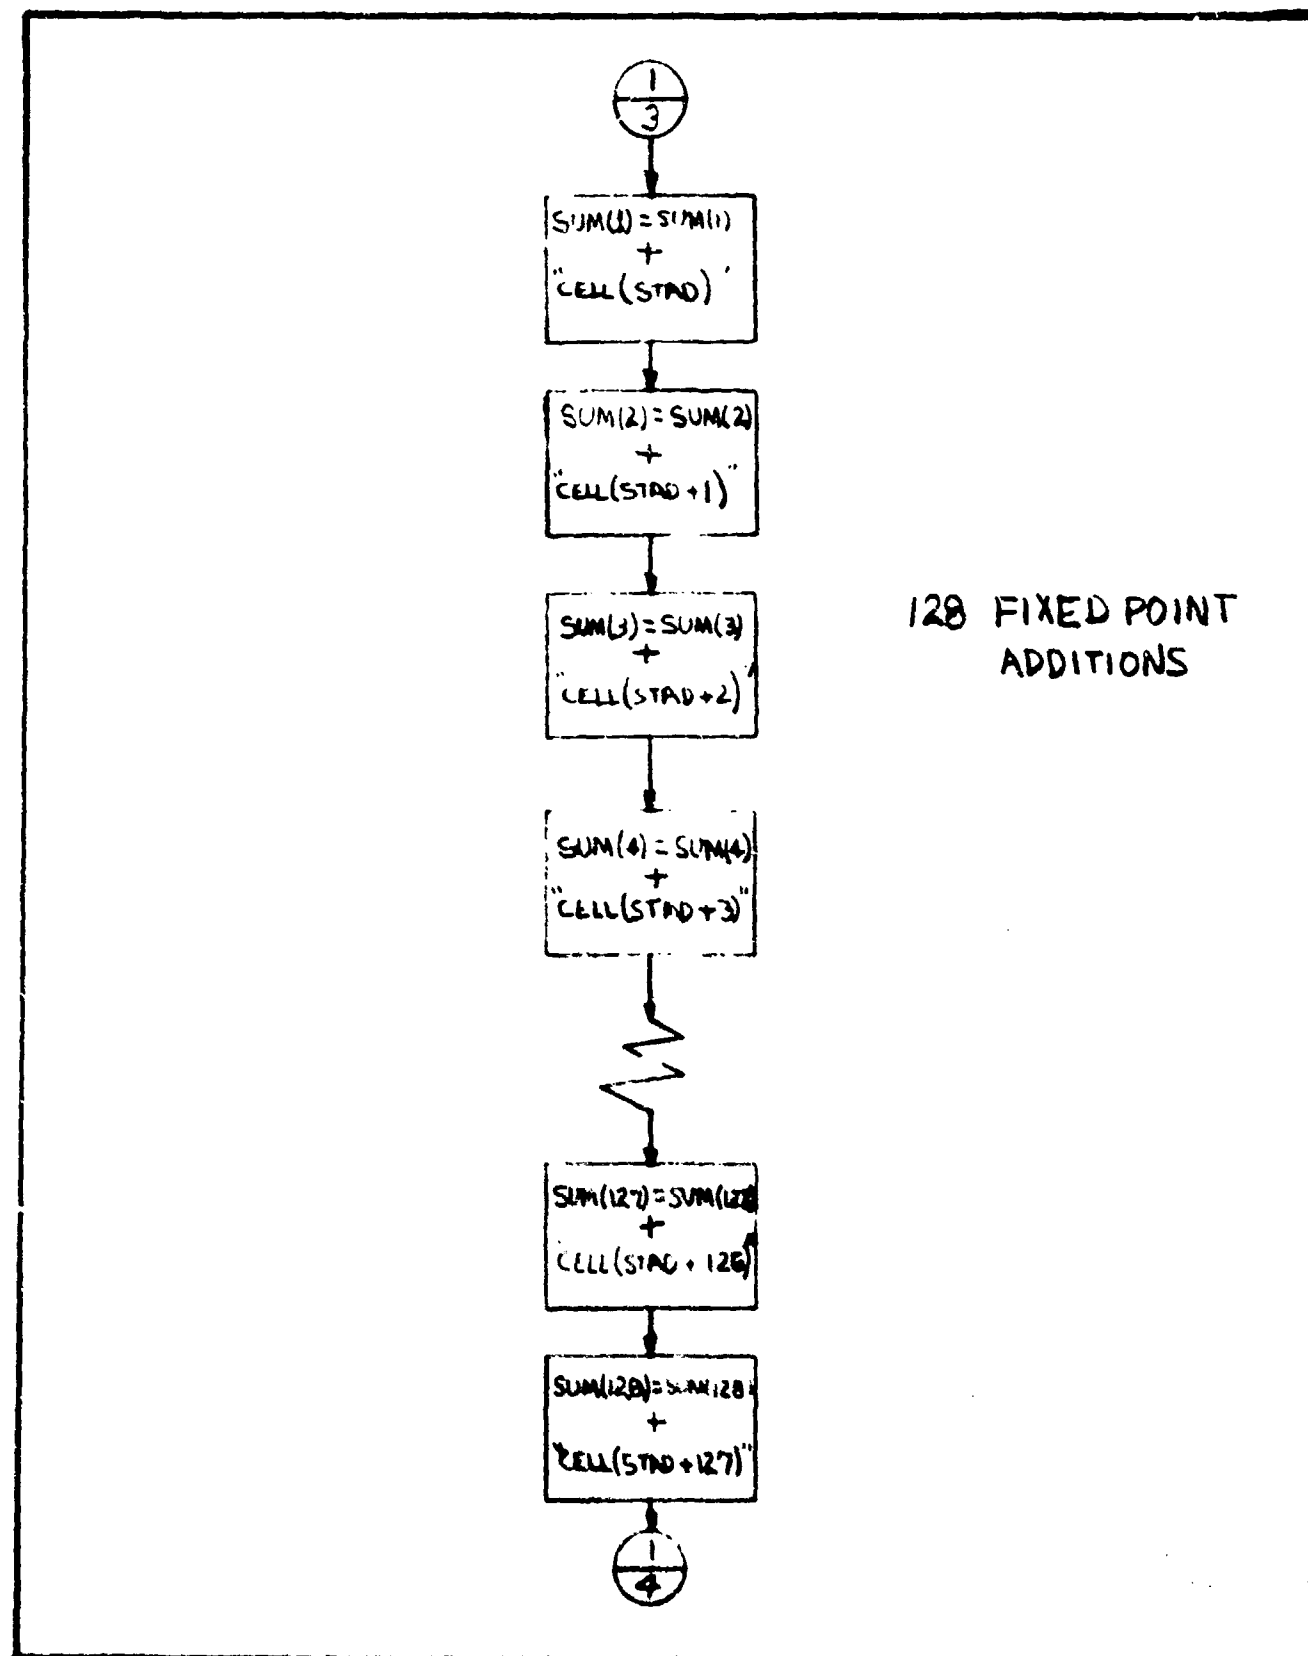 1
3
SUM(1) = SUM(1)
+
"CELL(STAD)'
SUM(2) = SUM(2)
+
"CELL(STAD+1)"
128 FIXED POINT
ADDITIONS
SUM(3) = SUM(3)
+
"CELL(STAD+2)"
SUM(4) = SUM(4)
+
"CELL(STAD+3)"
SUM(127) = SUM(127)
+
"CELL(STAD + 126)"
SUM(128) = SUM(128)
+
"CELL(STAD+127)"
1
4